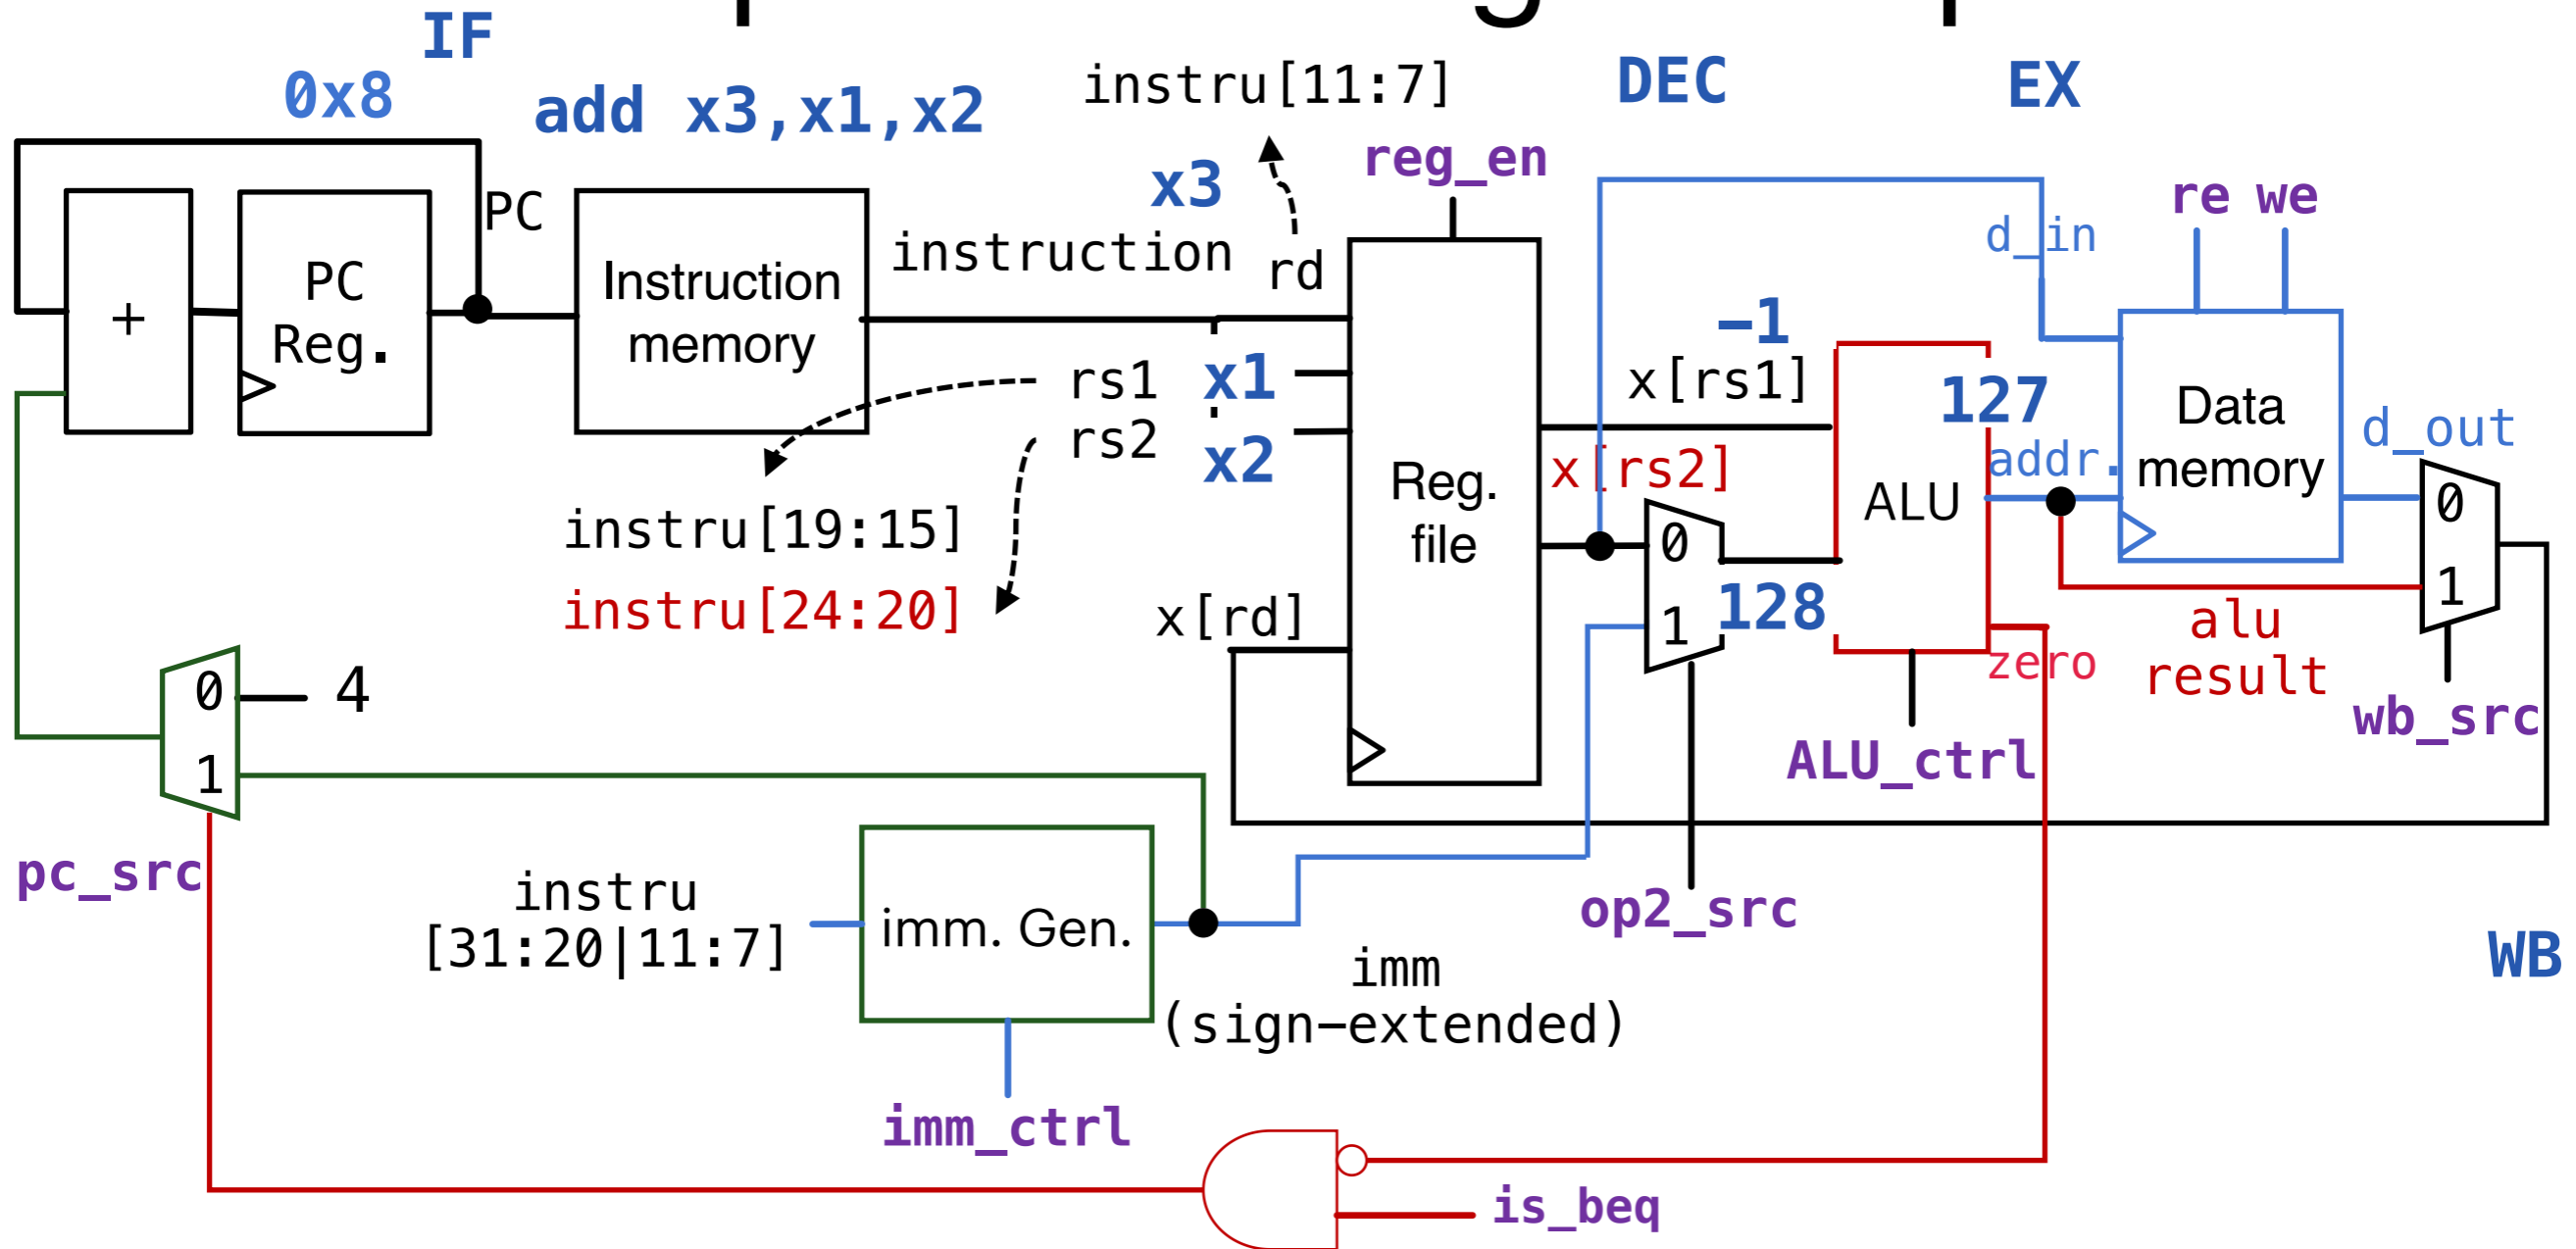 IF
0x8
add x3,x1,x2
instru[11:7]
DEC
EX
x3
reg_en
re we
PC
instruction
rd
d_in
+
PC
Reg.
Instruction
memory
-1
x[rs1]
127
rs1
x1
rs2
x2
x[rs2]
Reg.
file
ALU
addr.
Data
memory
d_out
0
1
instru[19:15]
instru[24:20]
0
1
128
x[rd]
zero
alu
result
wb_src
0
1
4
ALU_ctrl
pc_src
instru
[31:20|11:7]
imm. Gen.
op2_src
imm
(sign-extended)
WB
imm_ctrl
is_beq